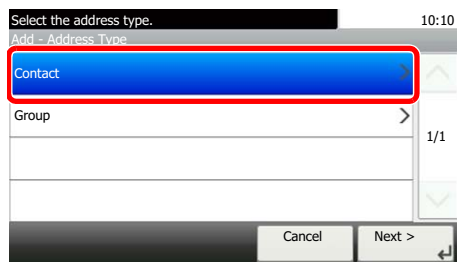 Select the address type.
10:10
Add - Address Type
Contact
Group
1/1
Cancel
Next >